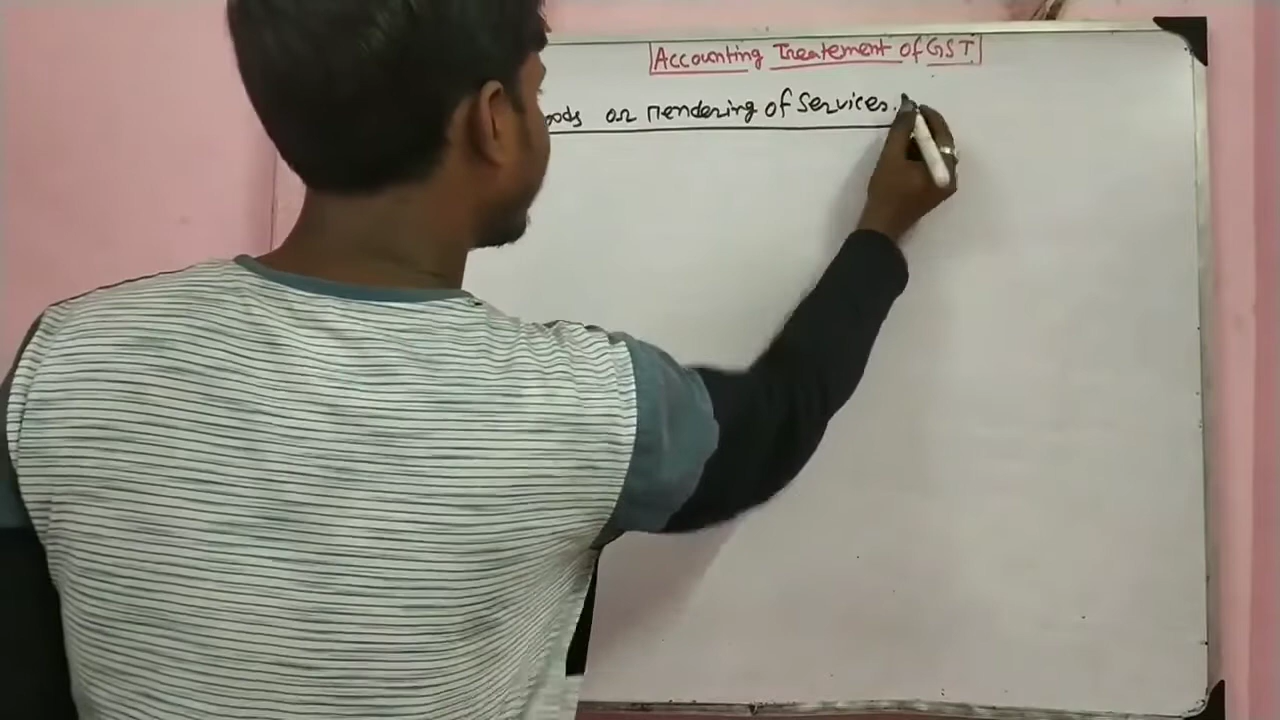 Accounting Treatement of GST
oods or rendering of Services.